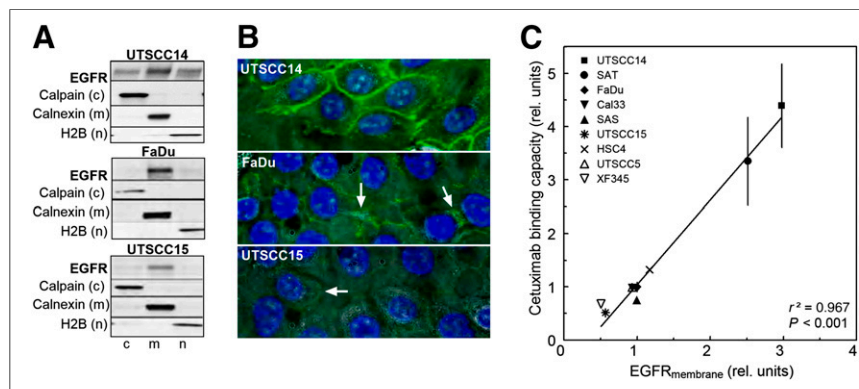 A
UTSCC14
EGFR
Calpain (c)
Calnexin (m)
H2B (n)
FaDu
EGFR
Calpain (c)
Calnexin (m)
H2B (n)
UTSCC15
EGFR
Calpain (c)
Calnexin (m)
H2B (n)
c m n
B
UTSCC14
FaDu
UTSCC15
C
Cetuximab binding capacity (rel. units)
5
4
3
2
1
0
UTSCC14
SAT
FaDu
Cal33
SAS
UTSCC15
HSC4
UTSCC5
XF345
r² = 0.967
P < 0.001
0 1 2 3 4
EGFRmembrane (rel. units)